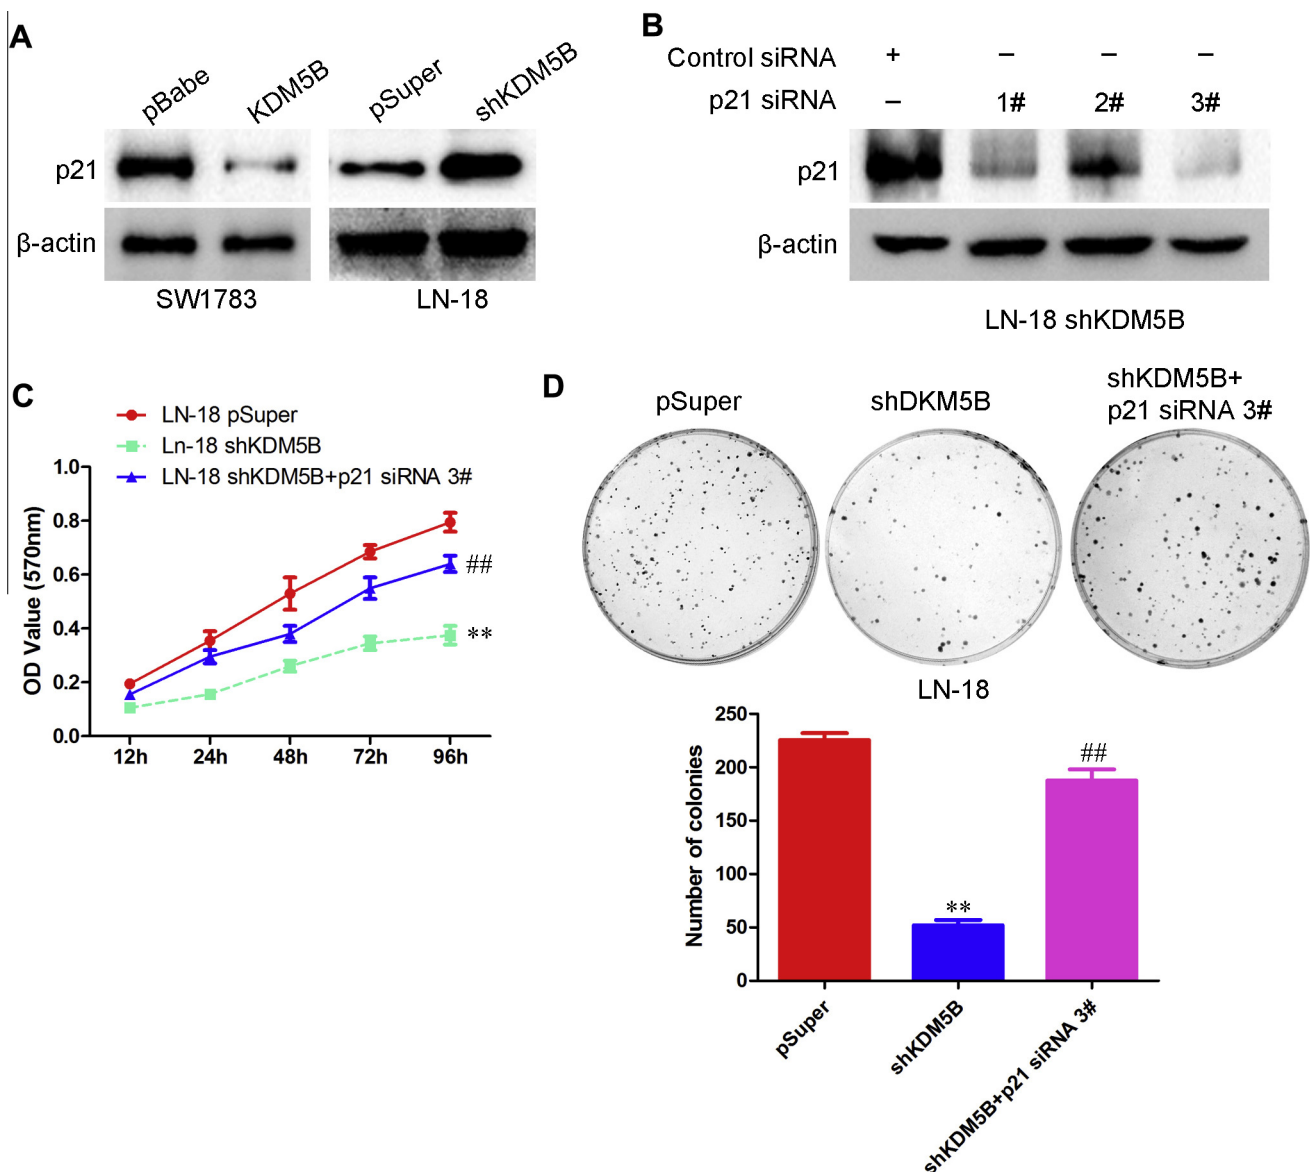 A
pBabe
KDM5B
pSuper
shKDM5B
p21
β-actin
SW1783
LN-18
B
Control siRNA + – – –
p21 siRNA – 1# 2# 3#
p21
β-actin
LN-18 shKDM5B
C
LN-18 pSuper
Ln-18 shKDM5B
LN-18 shKDM5B+p21 siRNA 3#
OD Value (570nm)
1.0
0.8
0.6
0.4
0.2
0.0
##
**
12h 24h 48h 72h 96h
D
pSuper
shDKM5B
shKDM5B+
p21 siRNA 3#
LN-18
Number of colonies
250
200
150
100
50
0
**
##
pSuper
shKDM5B
shKDM5B+p21 siRNA 3#